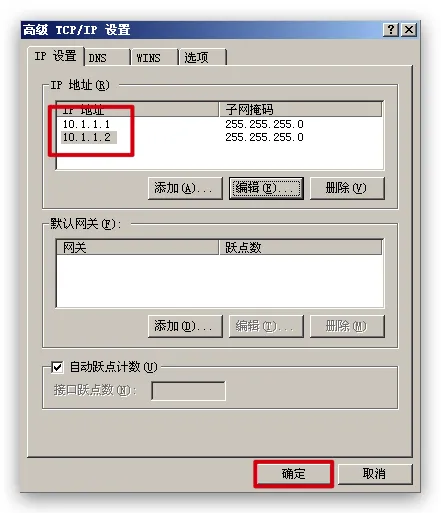 高级 TCP/IP 设置
IP 设置 DNS WINS 选项
IP 地址(R)
IP 地址 子网掩码
10.1.1.1 255.255.255.0
10.1.1.2 255.255.255.0
添加(A)... 编辑(E)... 删除(V)
默认网关(F):
网关 跃点数
添加(D)... 编辑(T)... 删除(M)
自动跃点计数(U)
接口跃点数(N):
确定 取消